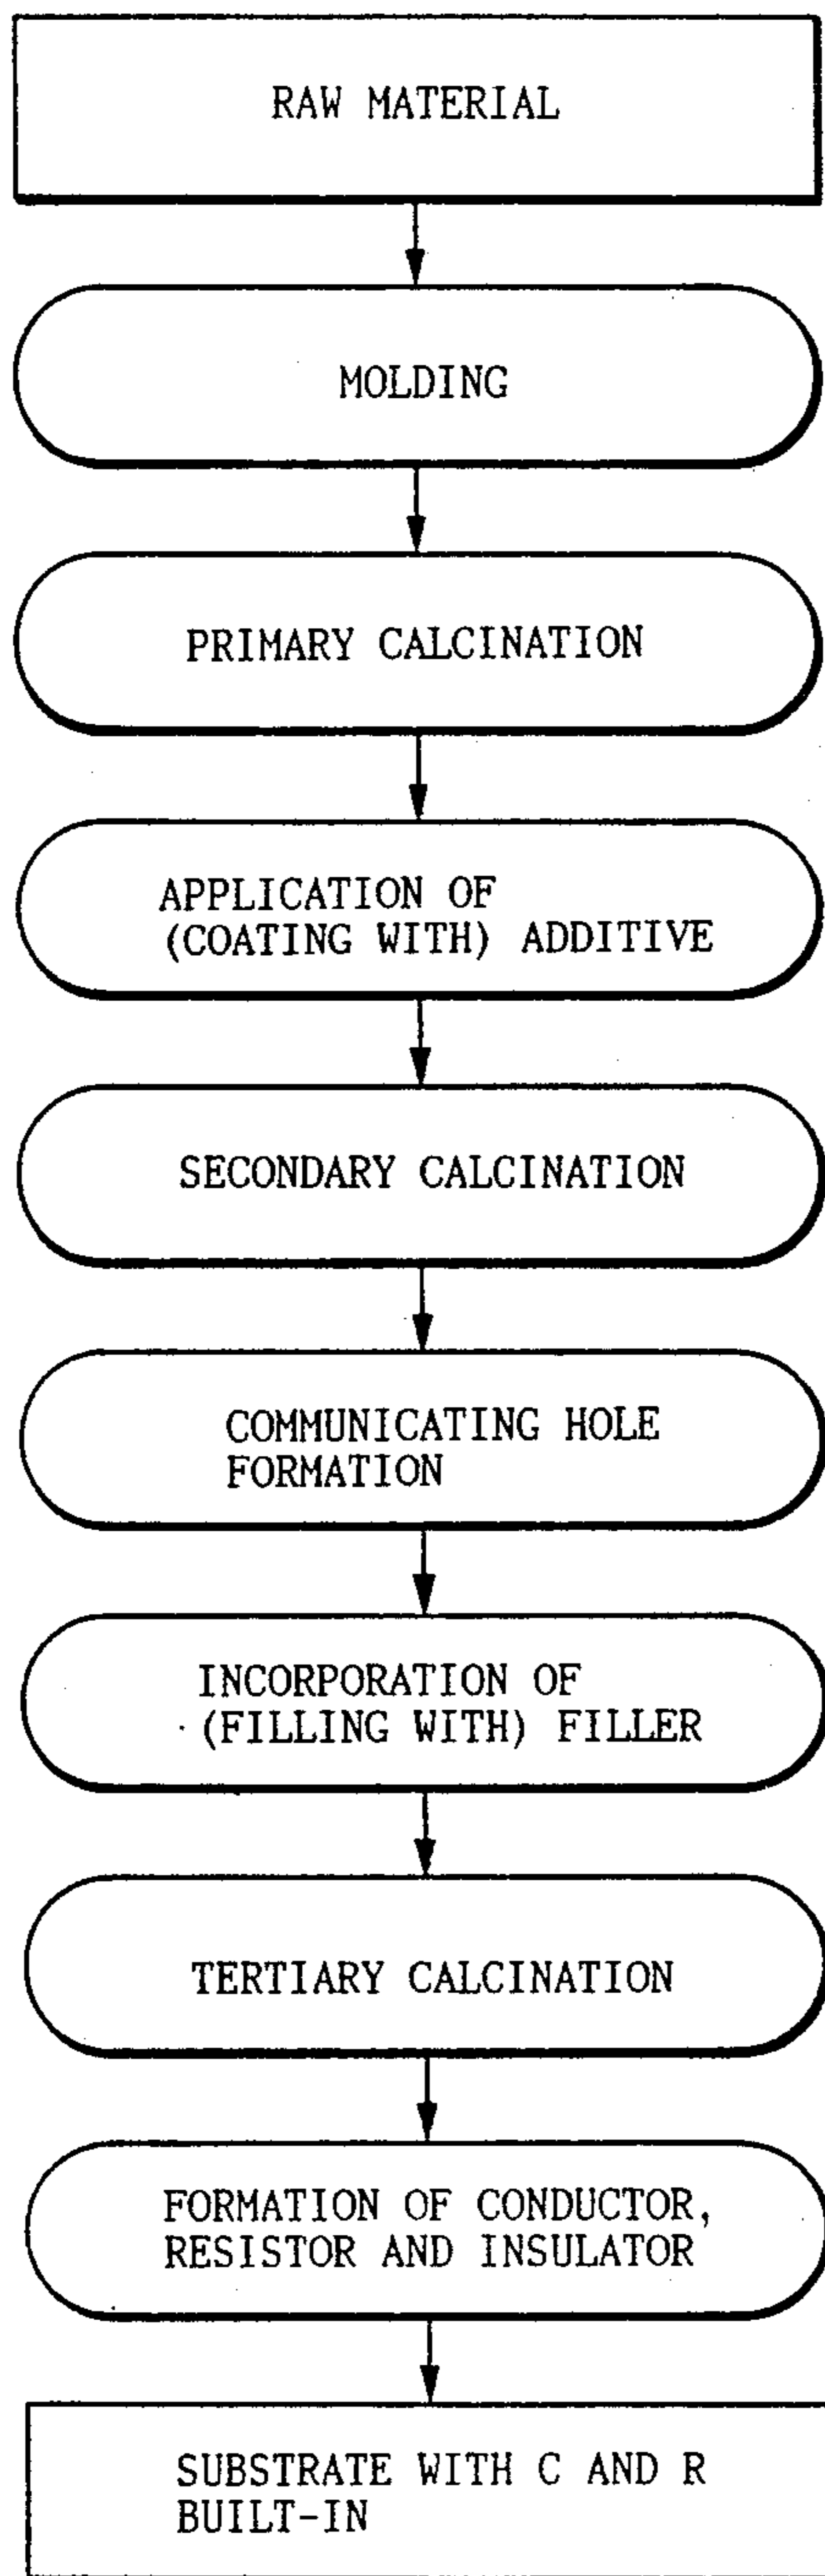 RAW MATERIAL
MOLDING
PRIMARY CALCINATION
APPLICATION OF
(COATING WITH) ADDITIVE
SECONDARY CALCINATION
COMMUNICATING HOLE
FORMATION
INCORPORATION OF
(FILLING WITH) FILLER
TERTIARY CALCINATION
FORMATION OF CONDUCTOR,
RESISTOR AND INSULATOR
SUBSTRATE WITH C AND R
BUILT-IN